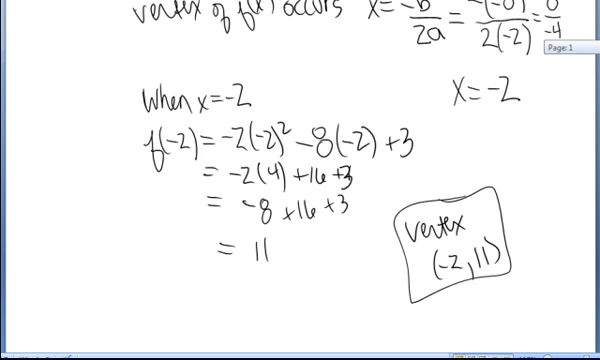 vertex of f(x) occurs x = -b/2a = -(-8)/2(-2) = 8/-4
Page: 1
When x = -2
x = -2
f(-2) = -2(-2)² - 8(-2) + 3
= -2(4) + 16 + 3
= -8 + 16 + 3
= 11
vertex
(-2, 11)